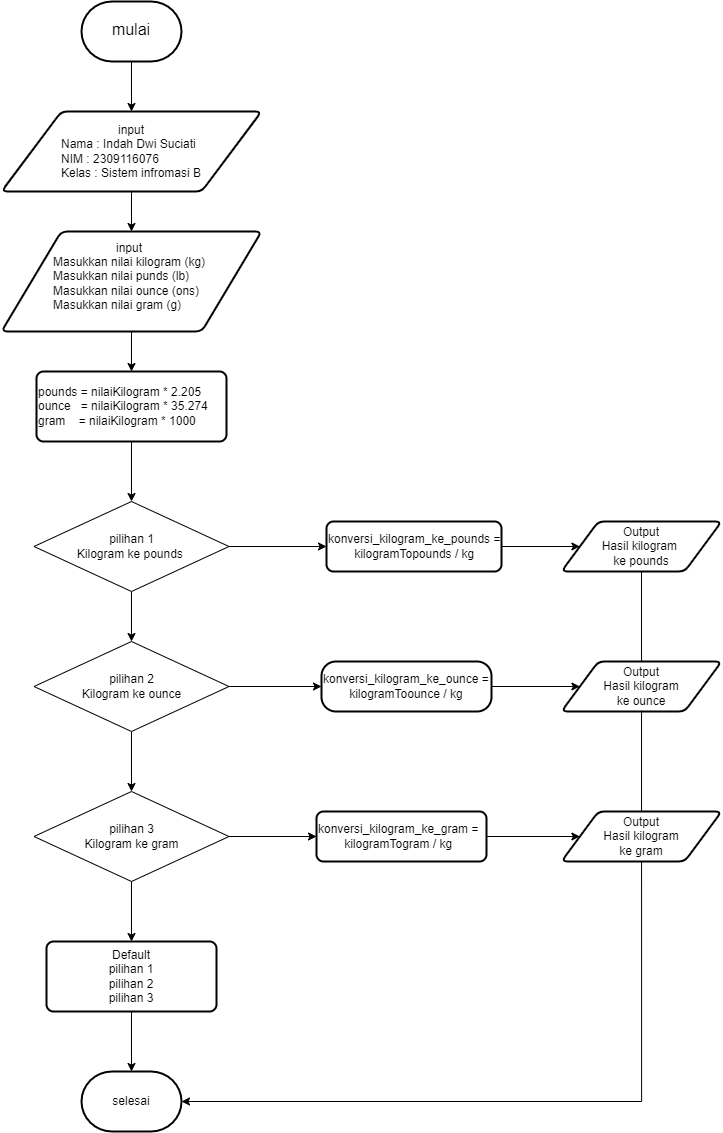 mulai
input
Nama : Indah Dwi Suciati
NIM : 2309116076
Kelas : Sistem infromasi B
input
Masukkan nilai kilogram (kg)
Masukkan nilai punds (lb)
Masukkan nilai ounce (ons)
Masukkan nilai gram (g)
pounds = nilaiKilogram * 2.205
ounce = nilaiKilogram * 35.274
gram = nilaiKilogram * 1000
pilihan 1
Kilogram ke pounds
konversi_kilogram_ke_pounds =
kilogramTopounds / kg
Output
Hasil kilogram
ke pounds
pilihan 2
Kilogram ke ounce
konversi_kilogram_ke_ounce =
kilogramToounce / kg
Output
Hasil kilogram
ke ounce
pilihan 3
Kilogram ke gram
konversi_kilogram_ke_gram =
kilogramTogram / kg
Output
Hasil kilogram
ke gram
Default
pilihan 1
pilihan 2
pilihan 3
selesai